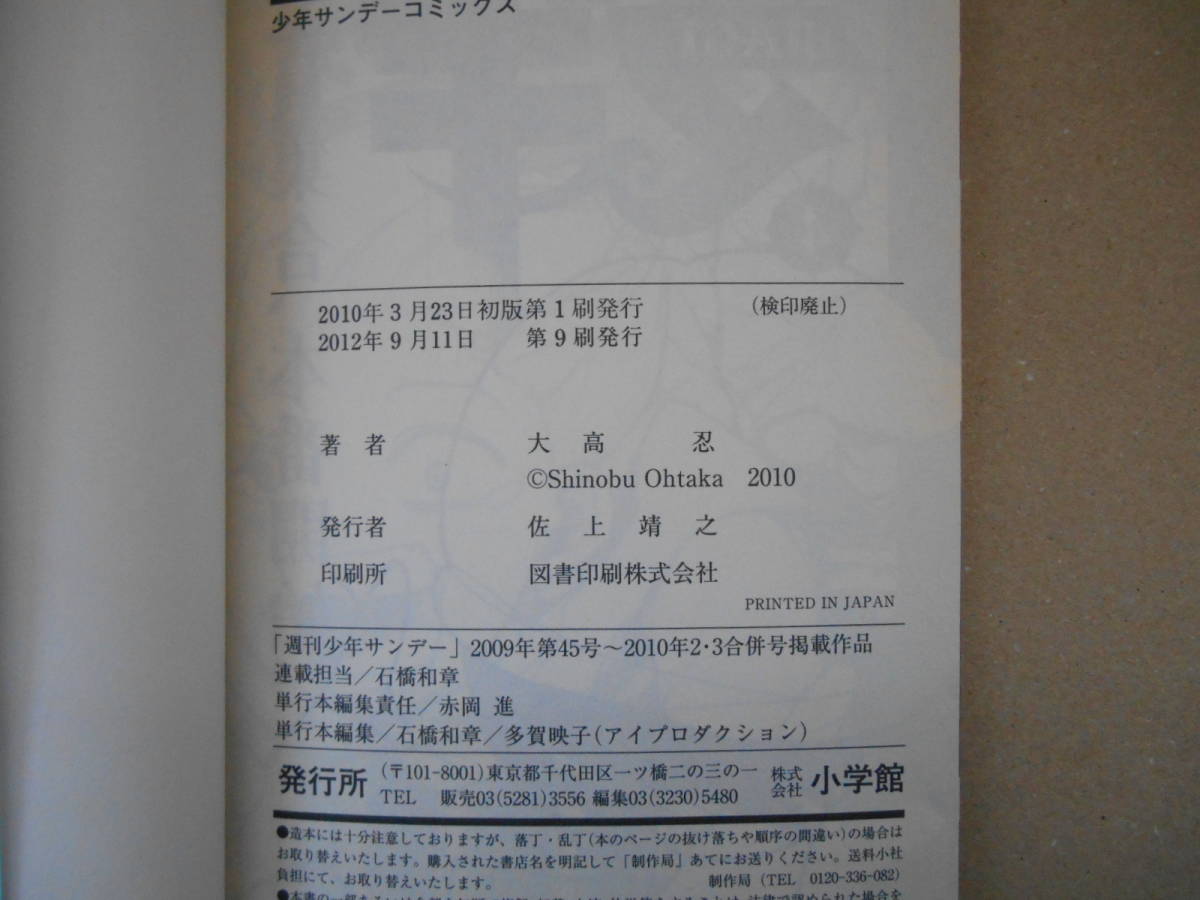 少年サンデーコミックス
2010年3月23日初版第1刷発行 (検印廃止)
2012年9月11日 第9刷発行
著者 大高 忍
©Shinobu Ohtaka 2010
発行者 佐上靖之
印刷所 図書印刷株式会社
PRINTED IN JAPAN
「週刊少年サンデー」2009年第45号〜2010年2・3合併号掲載作品
連載担当/石橋和章
単行本編集責任/赤岡 進
単行本編集/石橋和章/多賀映子(アイプロダクション)
発行所 (〒101-8001)東京都千代田区一ツ橋二の三の一 株式会社 小学館
TEL 販売03(5281)3556 編集03(3230)5480
●造本には十分注意しておりますが、落丁・乱丁(本のページの抜け落ちや順序の間違い)の場合は
お取り替えいたします。購入された書店名を明記して「制作局」あてにお送りください。送料小社
負担にて、お取り替えいたします。 制作局(TEL 0120-336-082)